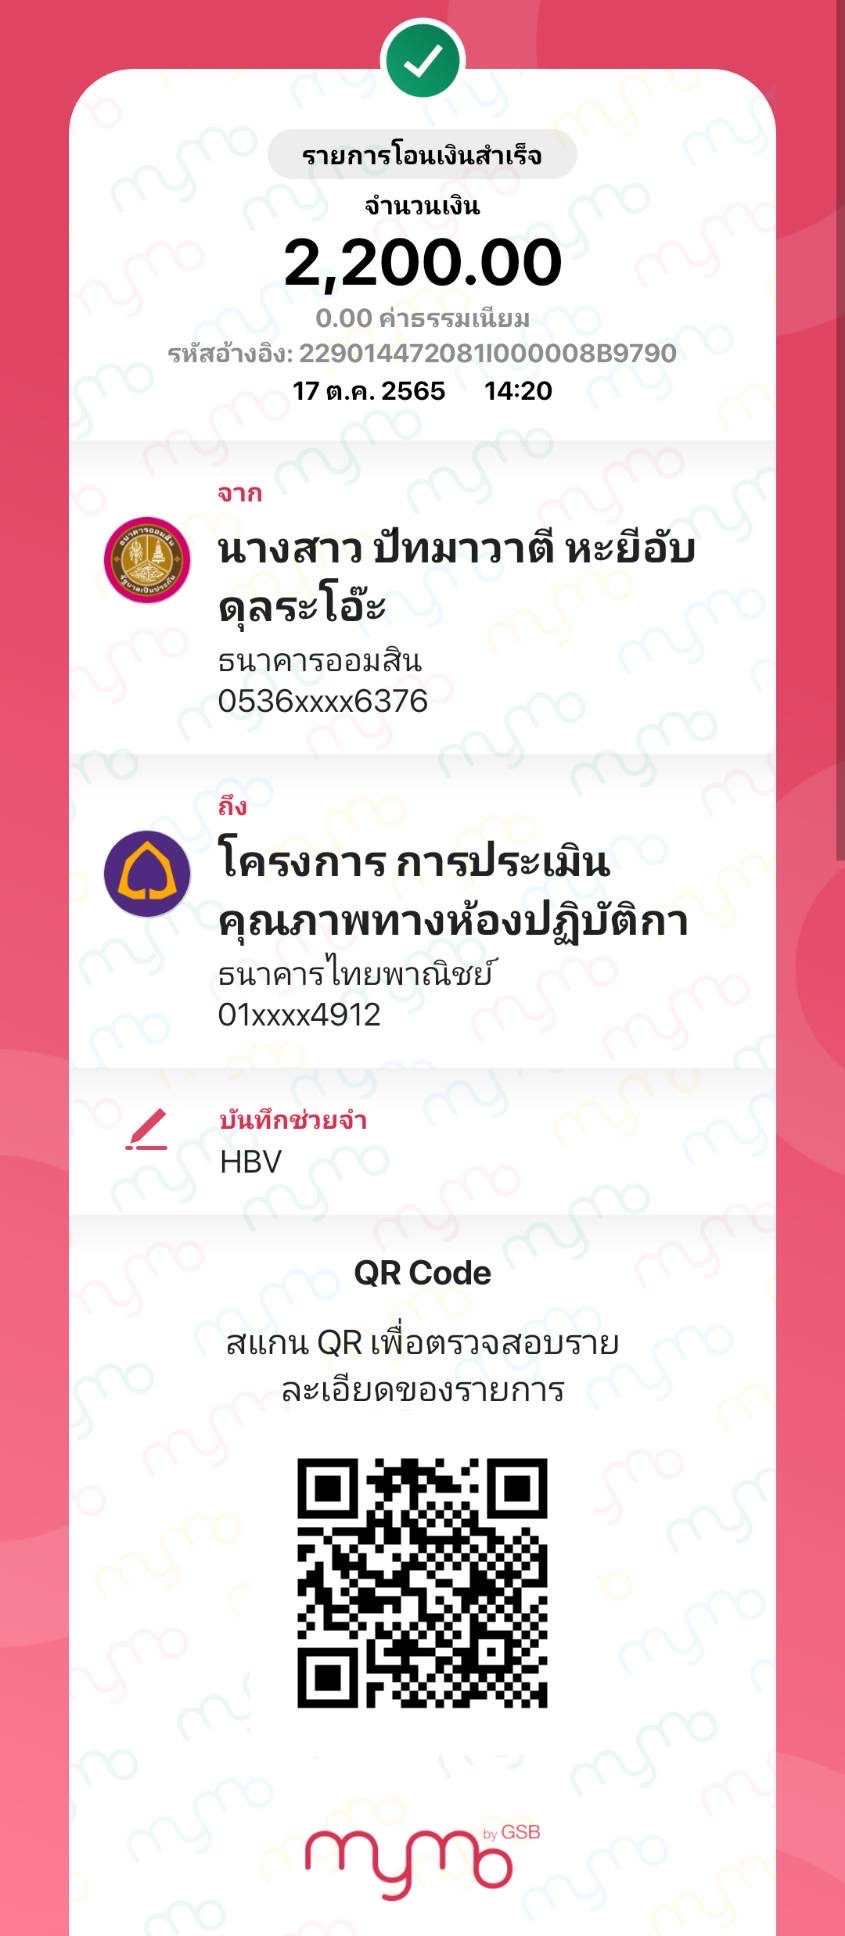 รายการโอนเงินสำเร็จ
จำนวนเงิน
2,200.00
0.00 ค่าธรรมเนียม
รหัสอ้างอิง: 229014472081I000008B9790
17 ต.ค. 2565 14:20
จาก
นางสาว ปัทมาวาตี หะยีอับ
ดุลระโอ๊ะ
ธนาคารออมสิน
0536xxxx6376
ถึง
โครงการ การประเมิน
คุณภาพทางห้องปฏิบัติกา
ธนาคารไทยพาณิชย์
01xxxx4912
บันทึกช่วยจำ
HBV
QR Code
สแกน QR เพื่อตรวจสอบราย
ละเอียดของรายการ
mymo by GSB